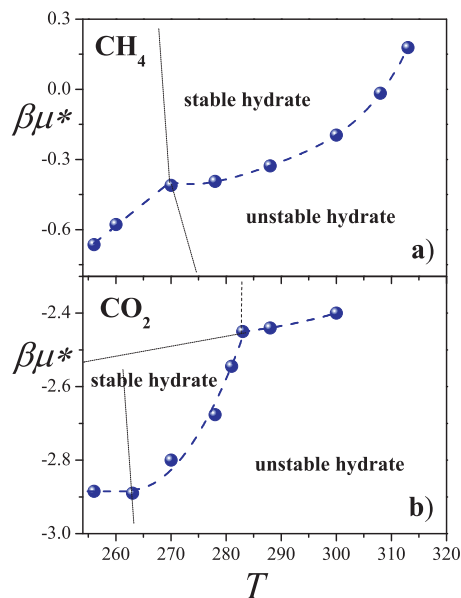 0.3
CH4
stable hydrate
0.0
βμ*
-0.3
-0.6
unstable hydrate
a)
-2.4
CO2
βμ*
stable hydrate
-2.6
-2.8
unstable hydrate
b)
-3.0
260 270 280 290 300 310 320
T